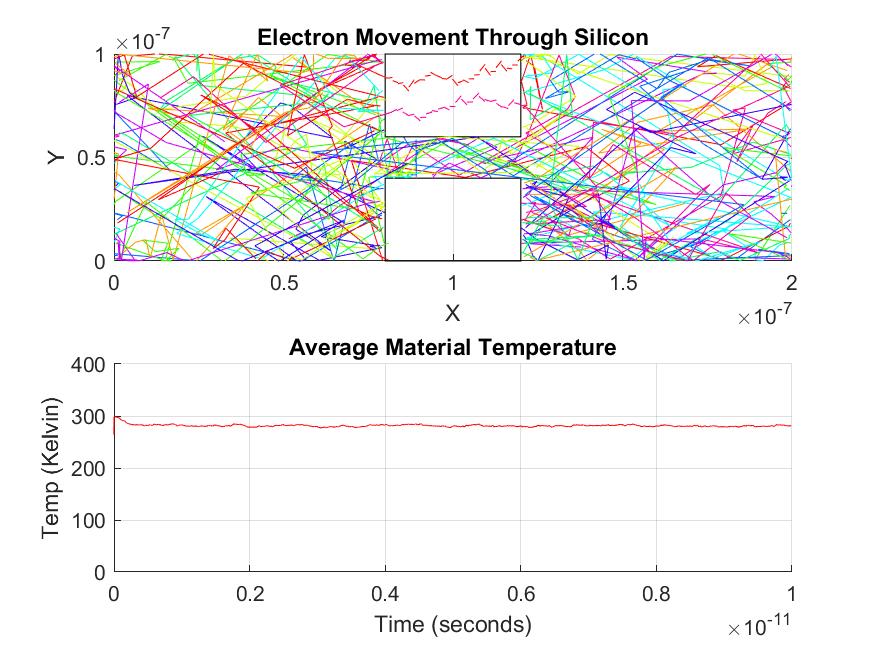 Electron Movement Through Silicon
×10⁻⁷
1
0.5
0
Y
0 0.5 1 1.5 2
X
×10⁻⁷
Average Material Temperature
400
300
200
100
0
Temp (Kelvin)
0 0.2 0.4 0.6 0.8 1
Time (seconds)
×10⁻¹¹